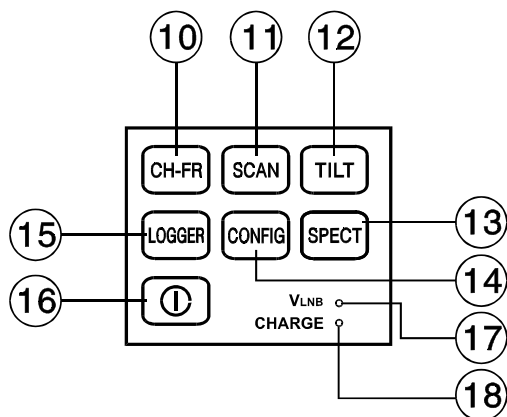 10 11 12
CH-FR SCAN TILT
LOGGER CONFIG SPECT
13
15
14
16
VLNB
17
CHARGE
18